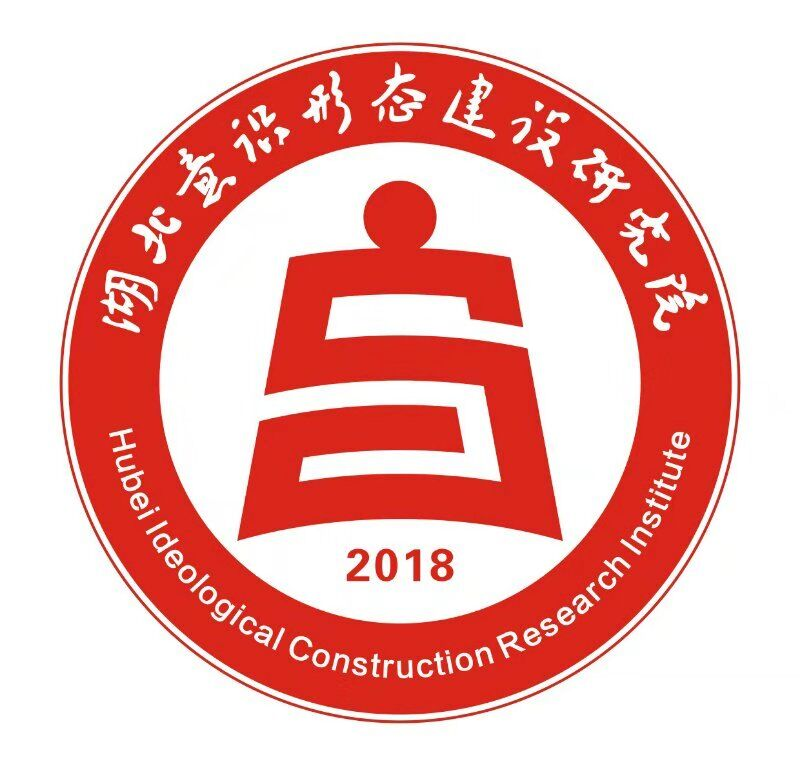 湖北意识形态建设研究院
2018
Hubei Ideological Construction Research Institute